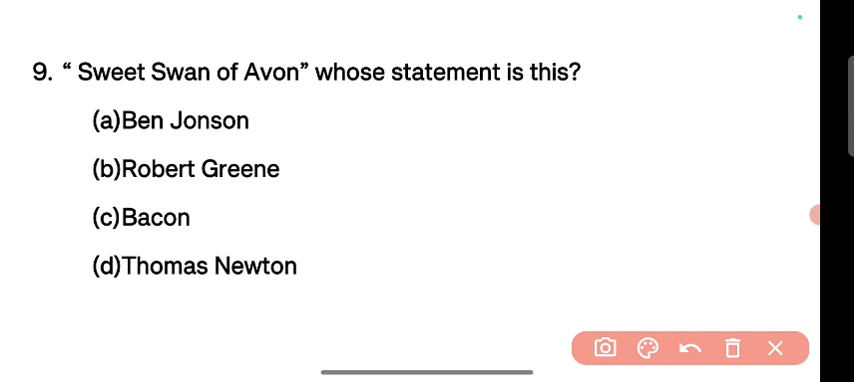 9. “ Sweet Swan of Avon” whose statement is this?
(a)Ben Jonson
(b)Robert Greene
(c)Bacon
(d)Thomas Newton